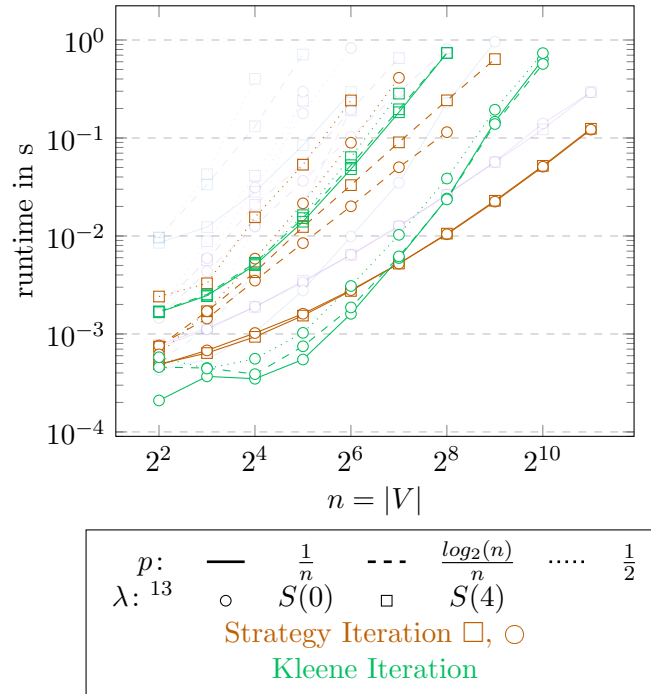 10^0
10^{-1}
10^{-2}
10^{-3}
10^{-4}
runtime in s
2^2 2^4 2^6 2^8 2^{10}
n = |V|
p: 1/n log_2(n)/n 1/2
λ: ^{13} S(0) S(4)
Strategy Iteration □, ○
Kleene Iteration